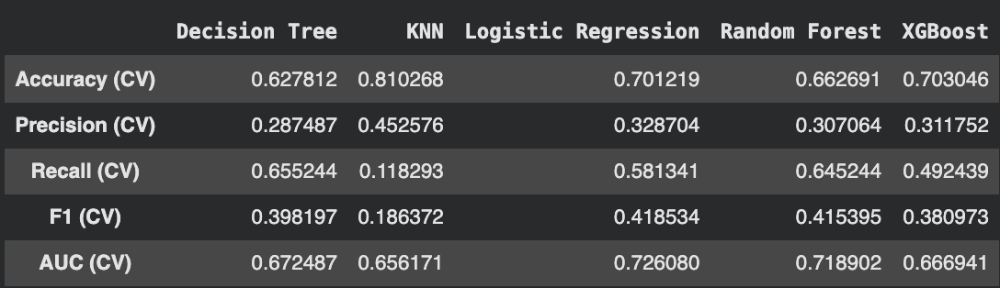 Decision Tree KNN Logistic Regression Random Forest XGBoost
Accuracy (CV) 0.627812 0.810268 0.701219 0.662691 0.703046
Precision (CV) 0.287487 0.452576 0.328704 0.307064 0.311752
Recall (CV) 0.655244 0.118293 0.581341 0.645244 0.492439
F1 (CV) 0.398197 0.186372 0.418534 0.415395 0.380973
AUC (CV) 0.672487 0.656171 0.726080 0.718902 0.666941